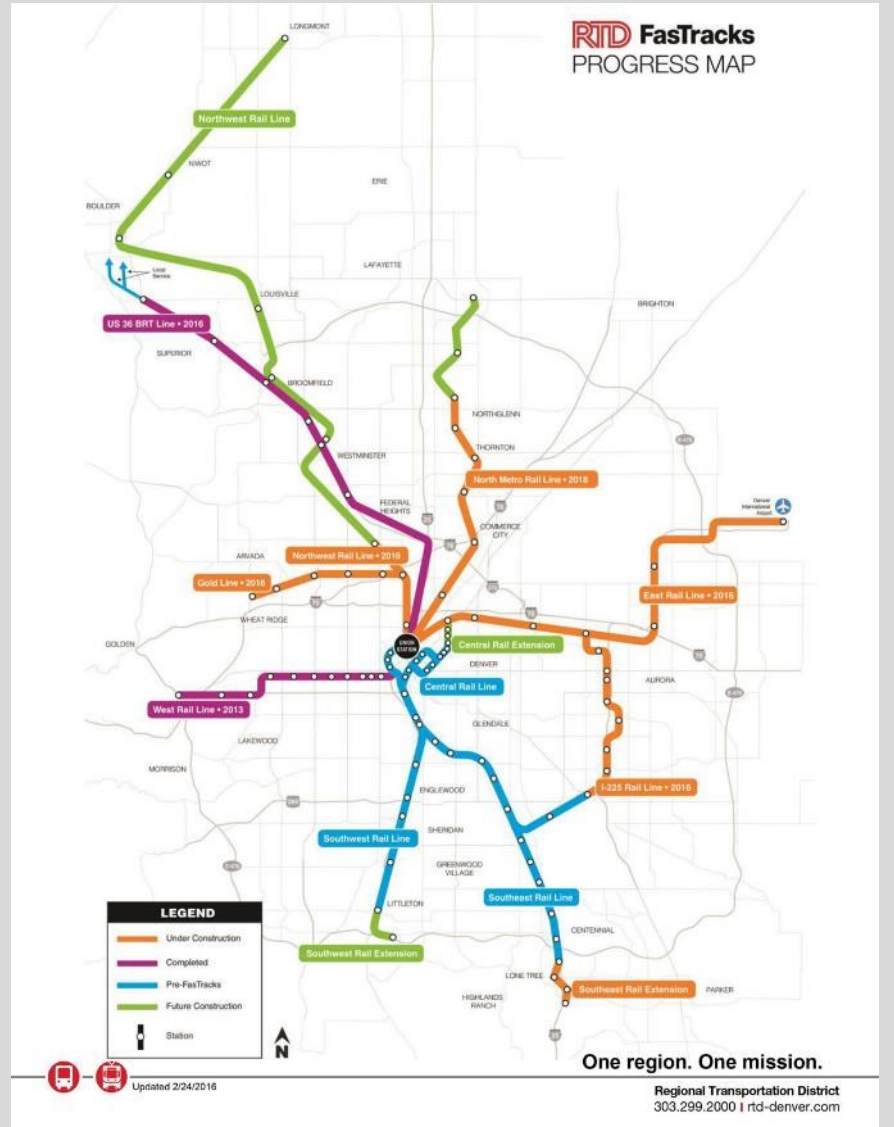 RTD FasTracks
PROGRESS MAP
LONGMONT
Northwest Rail Line
NIWOT
ERIE
BOULDER
Local
Service
LAFAYETTE
LOUISVILLE
BRIGHTON
US 36 BRT Line • 2016
SUPERIOR
BROOMFIELD
NORTHGLENN
THORNTON
WESTMINSTER
North Metro Rail Line • 2018
FEDERAL
HEIGHTS
Denver
International
Airport
COMMERCE
CITY
ARVADA
Northwest Rail Line • 2016
Gold Line • 2016
East Rail Line • 2016
WHEAT RIDGE
GOLDEN
UNION
STATION
Central Rail Extension
DENVER
AURORA
Central Rail Line
West Rail Line • 2013
GLENDALE
LAKEWOOD
MORRISON
I-225 Rail Line • 2016
ENGLEWOOD
SHERIDAN
Southwest Rail Line
GREENWOOD
VILLAGE
Southeast Rail Line
LITTLETON
CENTENNIAL
Southwest Rail Extension
LONE TREE
Southeast Rail Extension
PARKER
HIGHLANDS
RANCH
LEGEND
Under Construction
Completed
Pre-FasTracks
Future Construction
Station
N
One region. One mission.
Updated 2/24/2016
Regional Transportation District
303.299.2000 | rtd-denver.com